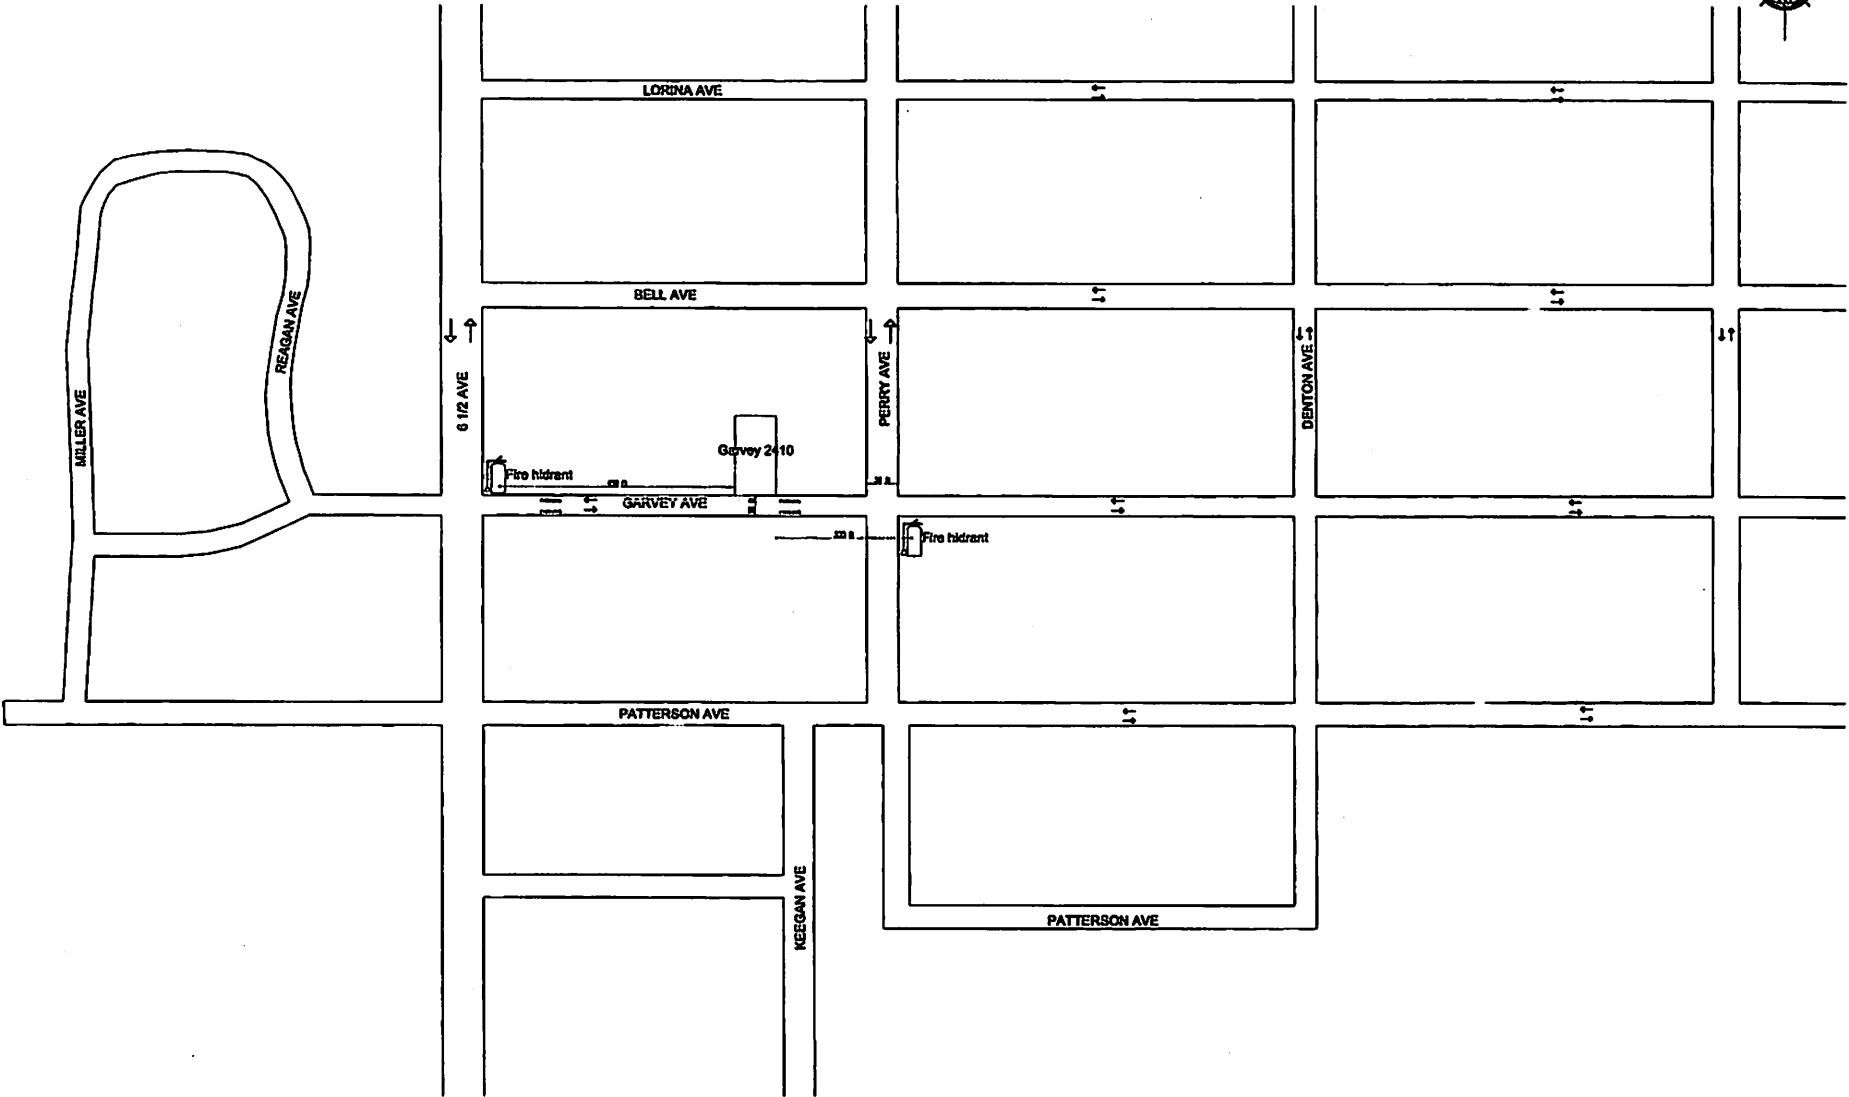 LORINA AVE
BELL AVE
REAGAN AVE
MILLER AVE
6 1/2 AVE
PERRY AVE
DENTON AVE
Garvey 2410
Fire hidrant
GARVEY AVE
Fire hidrant
PATTERSON AVE
KEEGAN AVE
PATTERSON AVE